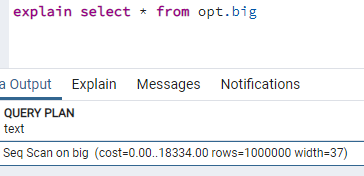 explain select * from opt.big
a Output Explain Messages Notifications
QUERY PLAN
text
Seq Scan on big (cost=0.00..18334.00 rows=1000000 width=37)